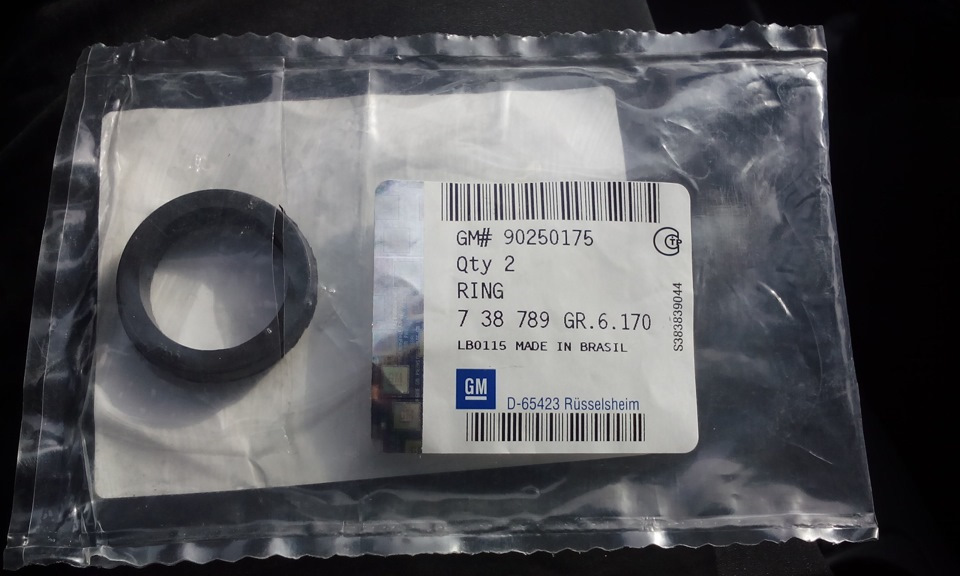 GM# 90250175
Qty 2
RING
7 38 789 GR.6.170
LB0115 MADE IN BRASIL
GM
D-65423 Rüsselsheim
S383839044